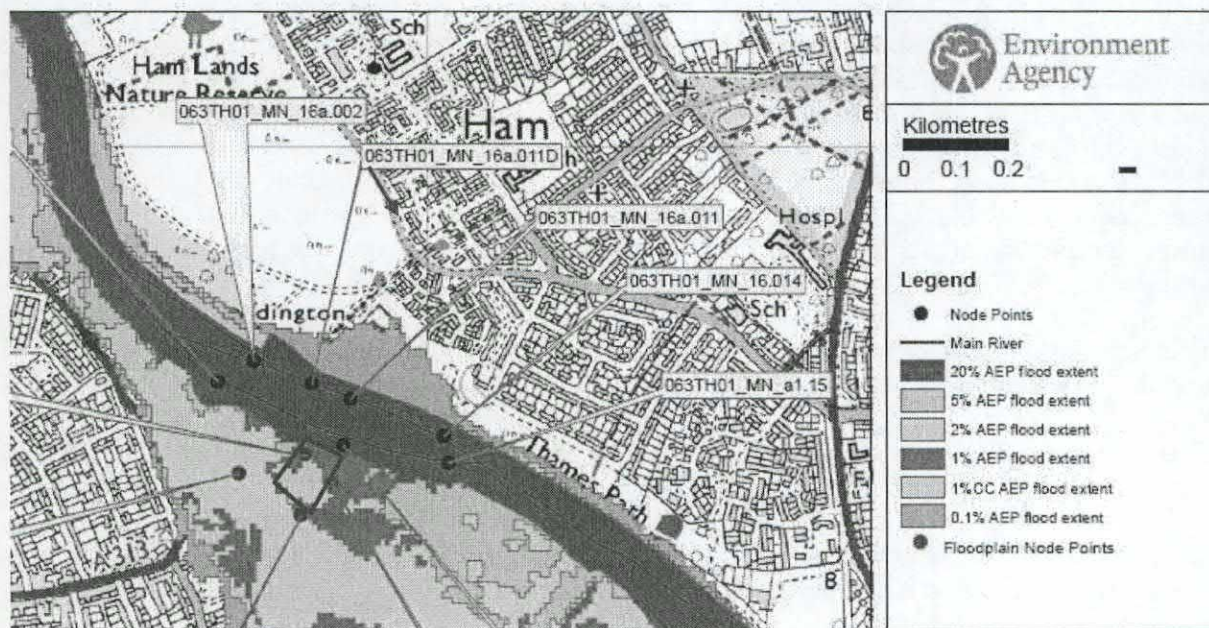 Sch
Ham Lands
Nature Reserve
063TH01_MN_16a.002
Ham
063TH01_MN_16a.011D
063TH01_MN_16a.011
Hospl
063TH01_MN_16.014
Sch
dington
063TH01_MN_a1.15
Thames Path
A 313
B
Environment
Agency
Kilometres
0 0.1 0.2
Legend
Node Points
Main River
20% AEP flood extent
5% AEP flood extent
2% AEP flood extent
1% AEP flood extent
1%CC AEP flood extent
0.1% AEP flood extent
Floodplain Node Points